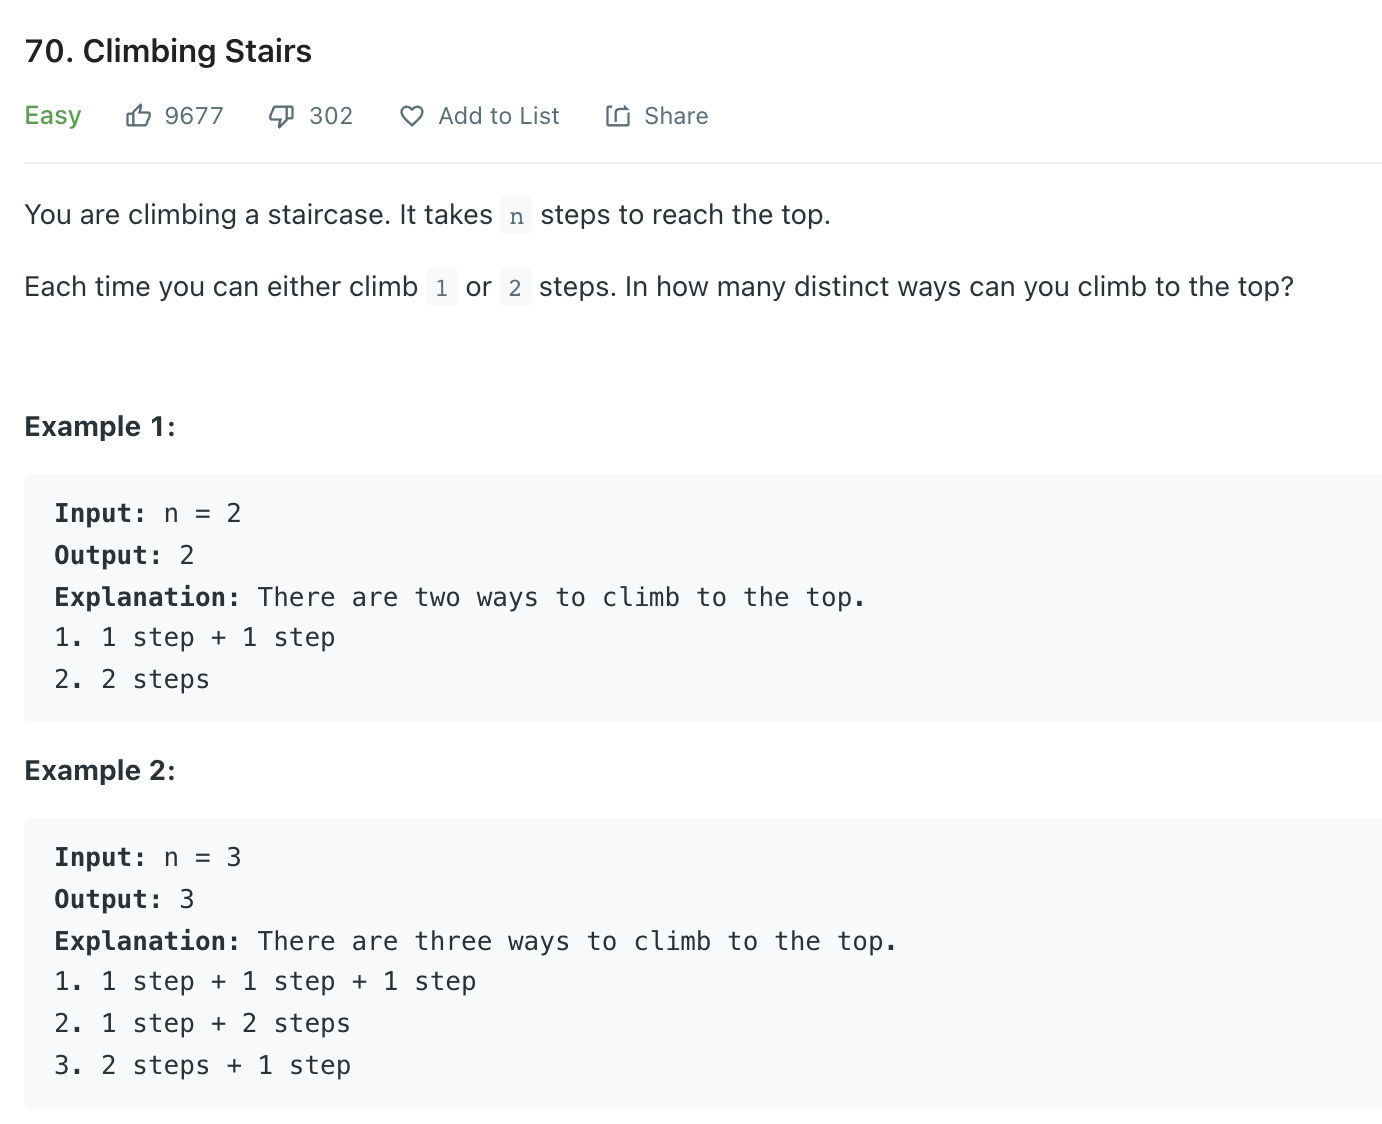 70. Climbing Stairs
Easy 9677 302 Add to List Share
You are climbing a staircase. It takes n steps to reach the top.
Each time you can either climb 1 or 2 steps. In how many distinct ways can you climb to the top?
Example 1:
Input: n = 2
Output: 2
Explanation: There are two ways to climb to the top.
1. 1 step + 1 step
2. 2 steps
Example 2:
Input: n = 3
Output: 3
Explanation: There are three ways to climb to the top.
1. 1 step + 1 step + 1 step
2. 1 step + 2 steps
3. 2 steps + 1 step